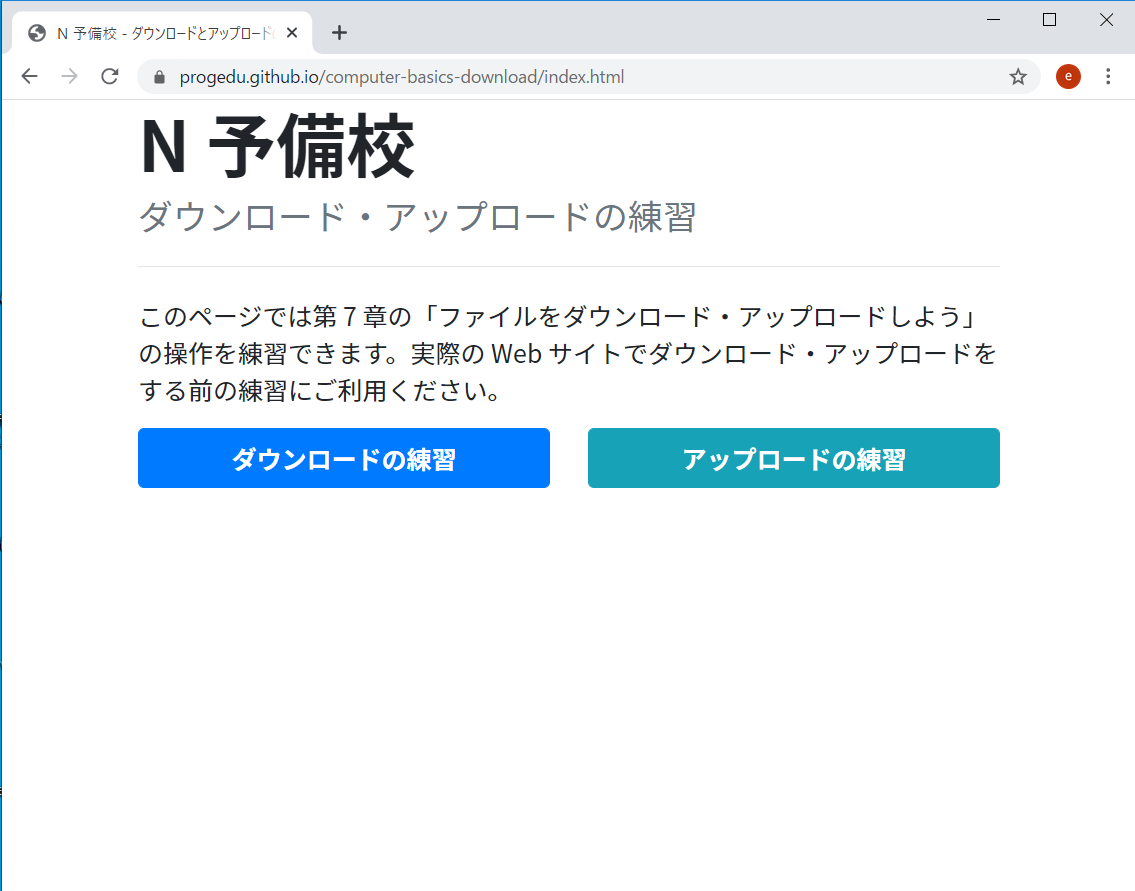 N 予備校 - ダウンロードとアップロード
progedu.github.io/computer-basics-download/index.html
e
N 予備校
ダウンロード・アップロードの練習
このページでは第 7 章の「ファイルをダウンロード・アップロードしよう」
の操作を練習できます。実際の Web サイトでダウンロード・アップロードを
する前の練習にご利用ください。
ダウンロードの練習
アップロードの練習